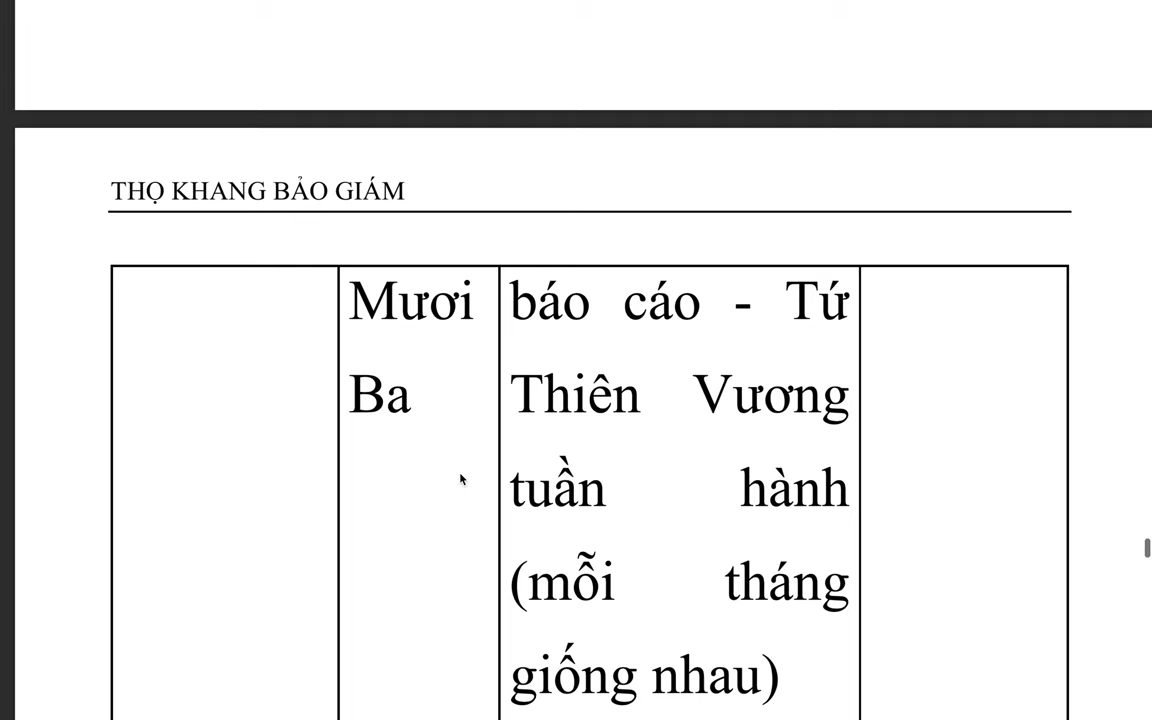 THỌ KHANG BẢO GIÁM
Mươi
Ba
báo cáo - Tứ
Thiên Vương
tuần hành
(mỗi tháng
giống nhau)